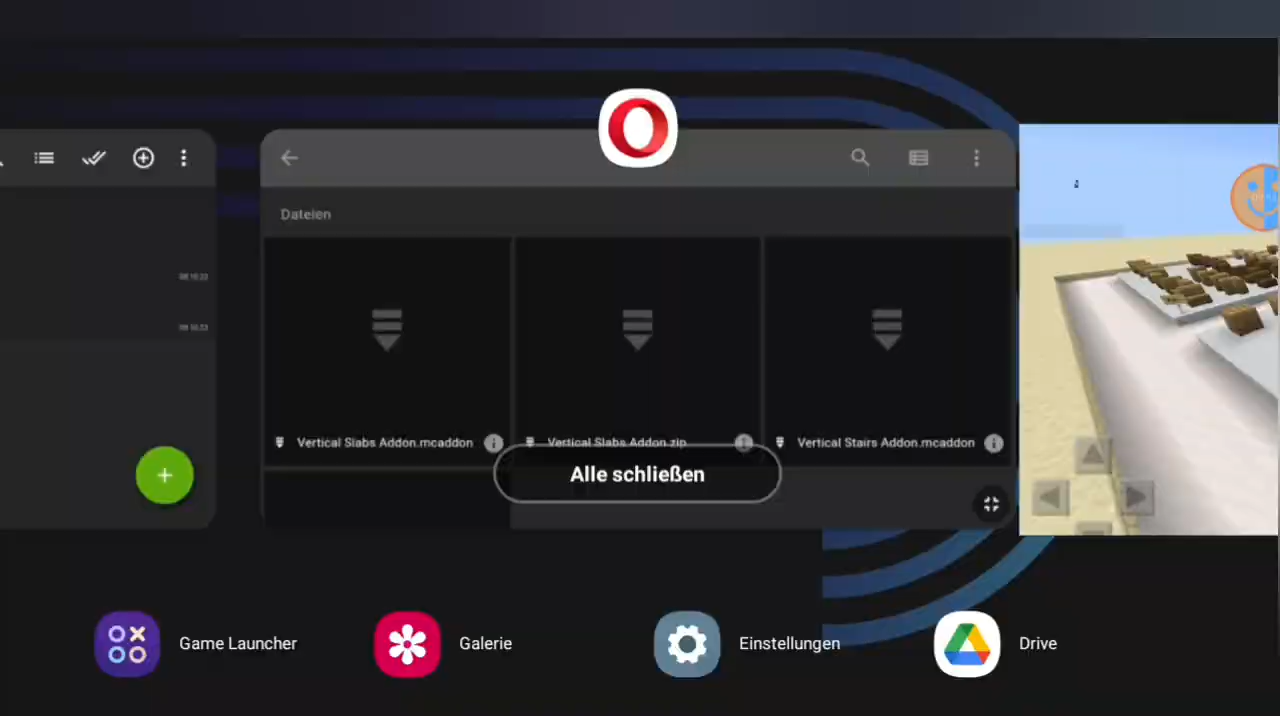 Dateien
Vertical Slabs Addon.mcaddon
Vertical Slabs Addon.zip
Vertical Stairs Addon.mcaddon
Alle schließen
Game Launcher
Galerie
Einstellungen
Drive